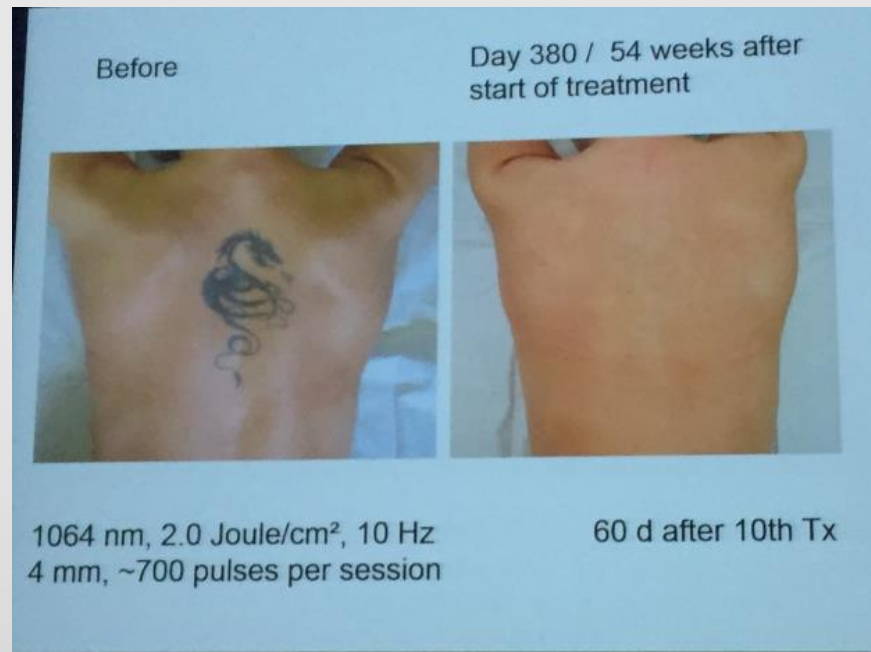 Before
Day 380 / 54 weeks after
start of treatment
1064 nm, 2.0 Joule/cm², 10 Hz
4 mm, ~700 pulses per session
60 d after 10th Tx